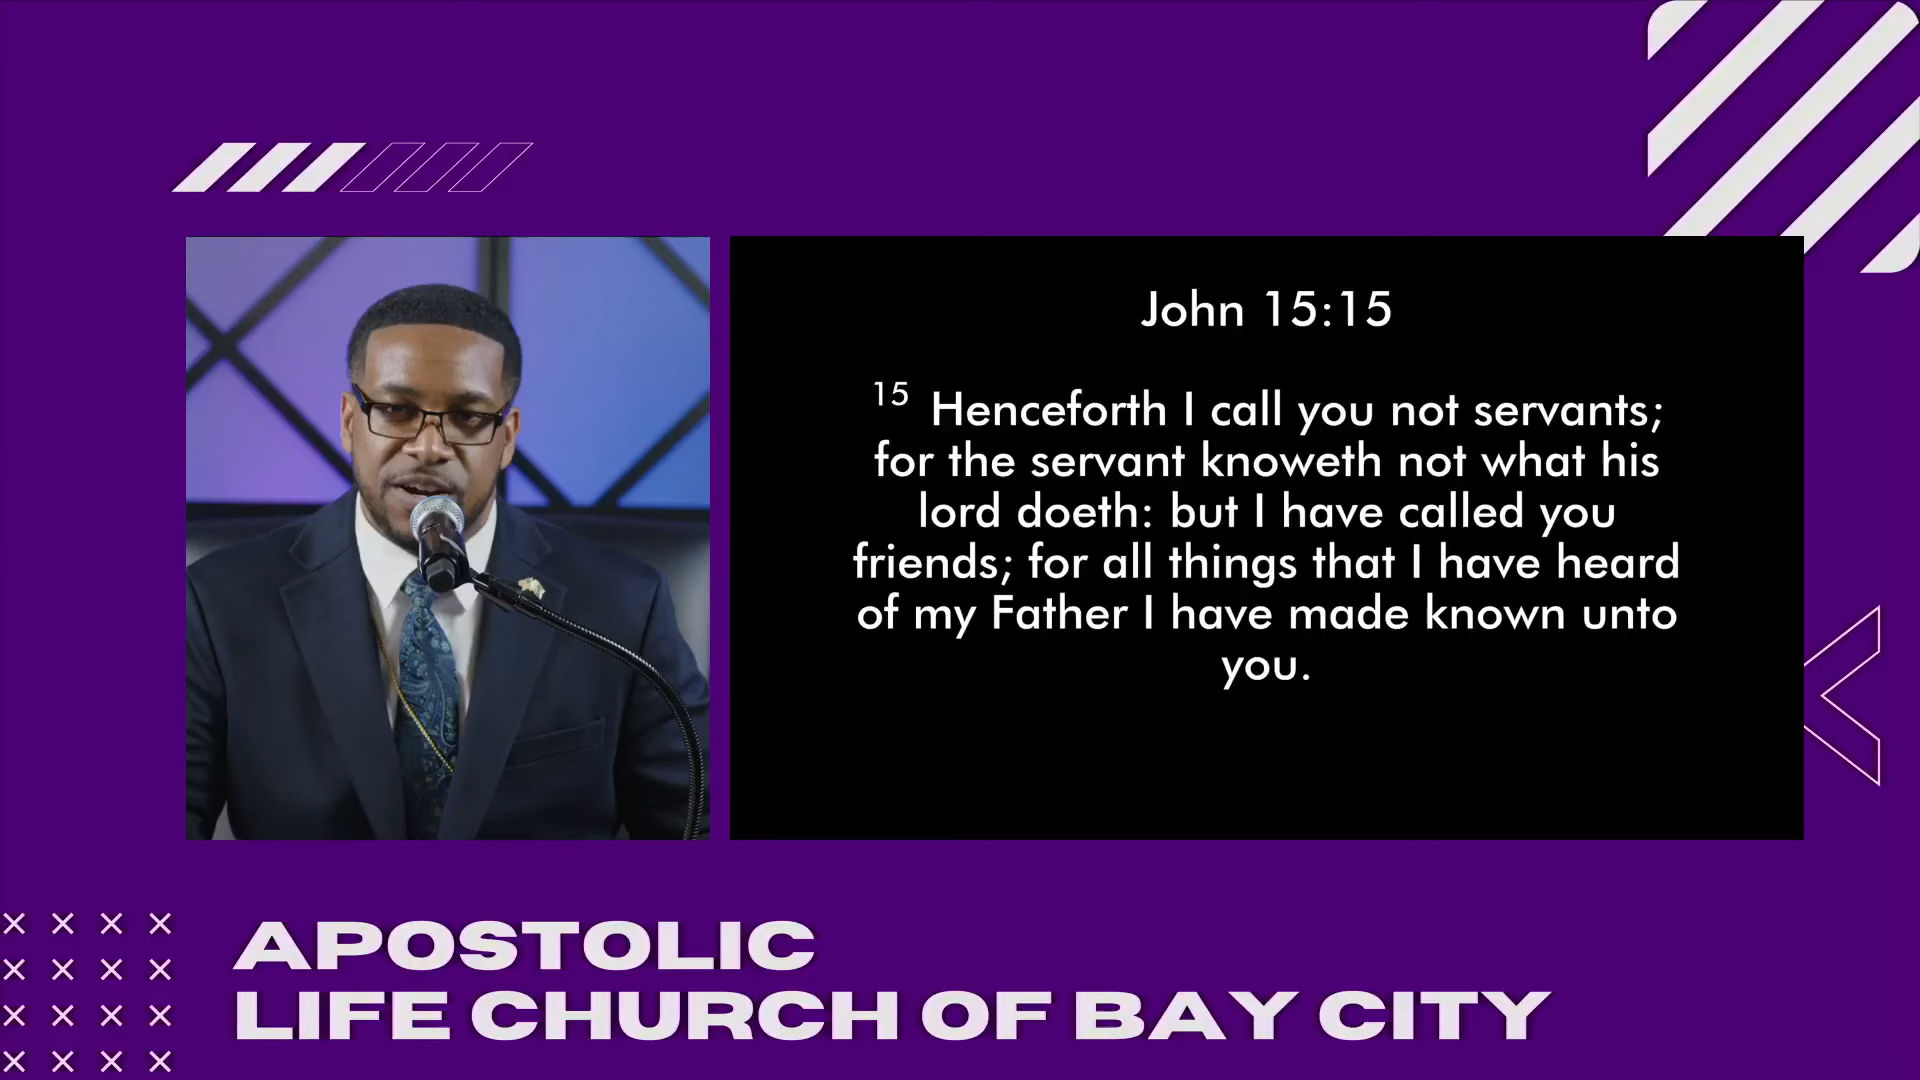 John 15:15
15 Henceforth I call you not servants;
for the servant knoweth not what his
lord doeth: but I have called you
friends; for all things that I have heard
of my Father I have made known unto
you.
APOSTOLIC
LIFE CHURCH OF BAY CITY